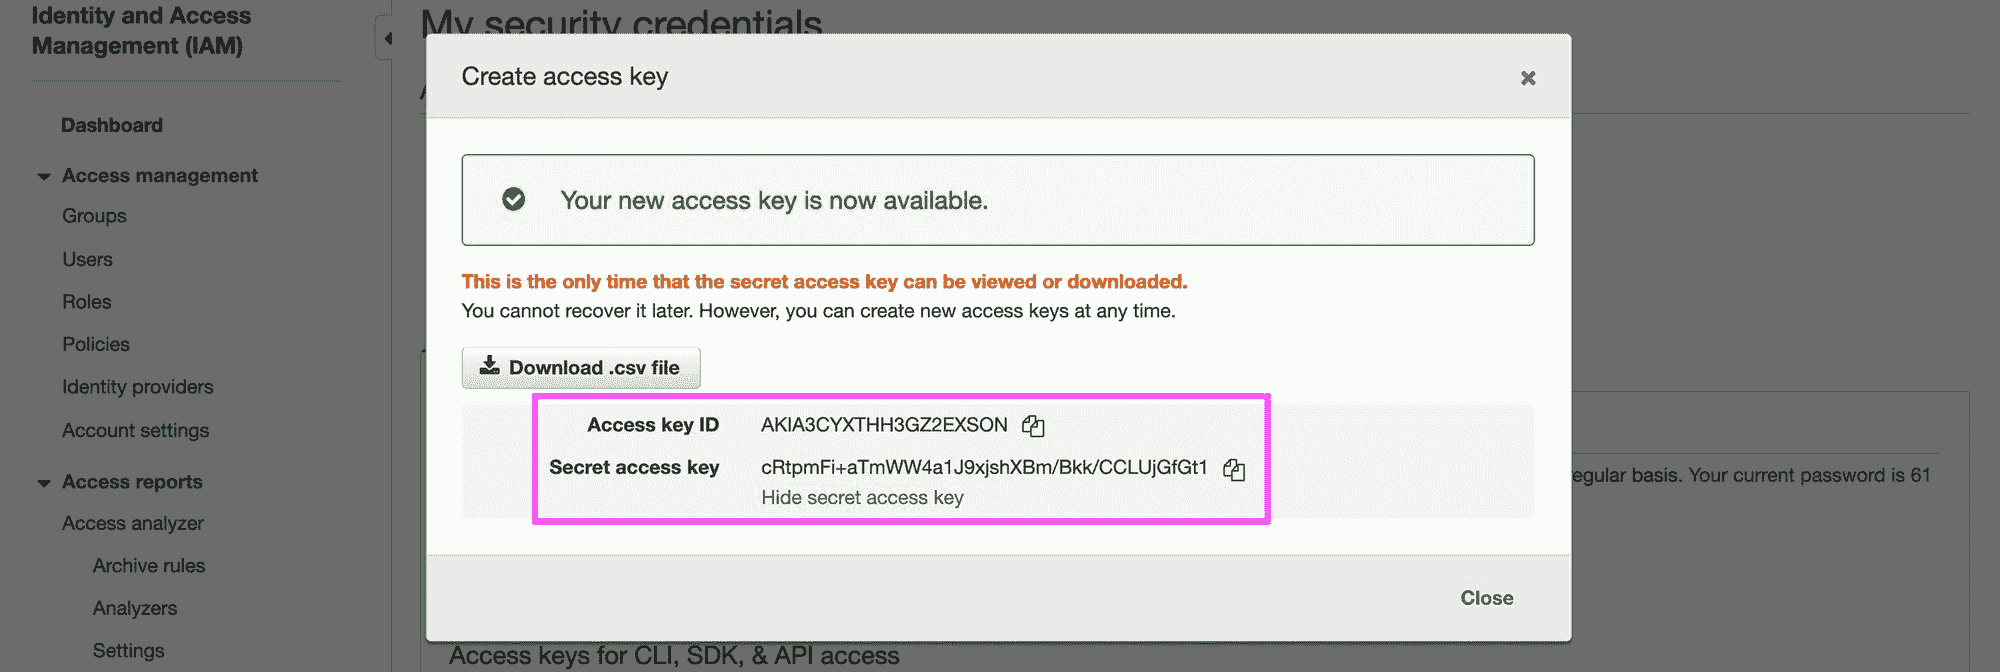 Identity and Access
Management (IAM)
Dashboard
Access management
Groups
Users
Roles
Policies
Identity providers
Account settings
Access reports
Access analyzer
Archive rules
Analyzers
Settings
My security credentials
Create access key
Your new access key is now available.
This is the only time that the secret access key can be viewed or downloaded.
You cannot recover it later. However, you can create new access keys at any time.
Download .csv file
Access key ID AKIA3CYXTHH3GZ2EXSON
Secret access key cRtpmFi+aTmWW4a1J9xjshXBm/Bkk/CCLUjGfGt1
Hide secret access key
egular basis. Your current password is 61
Close
Access keys for CLI, SDK, & API access